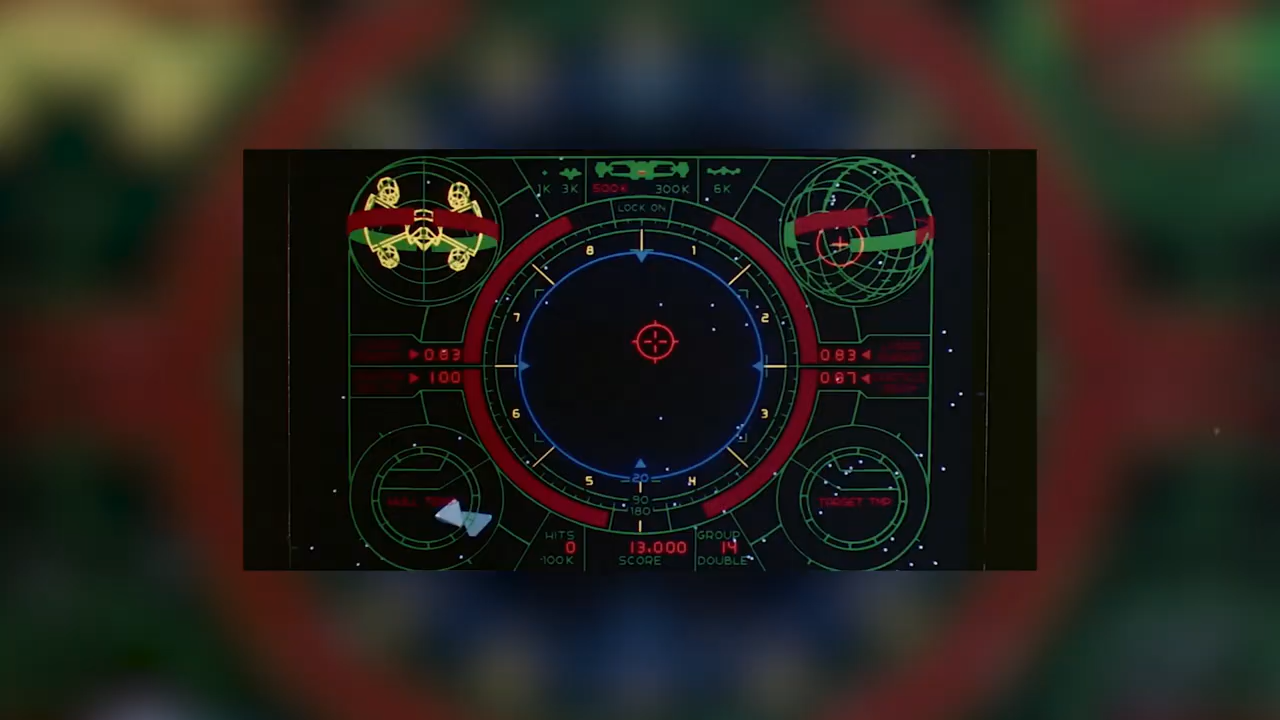 1K 3K 500K 300K 6K
LOCK ON
8 1
7 2
083 083
100 087
6 3
5 4
20
90
180
TARGET TMP
HITS GROUP
0 13.000 14
-100K SCORE DOUBLE